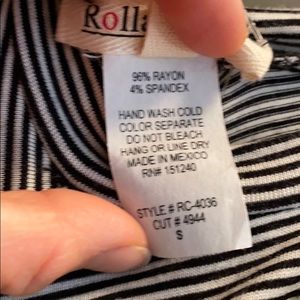 Rolla
96% RAYON
4% SPANDEX
HAND WASH COLD
COLOR SEPARATE
DO NOT BLEACH
HANG OR LINE DRY
MADE IN MEXICO
RN# 151240
STYLE # RC-4036
CUT # 4944
S